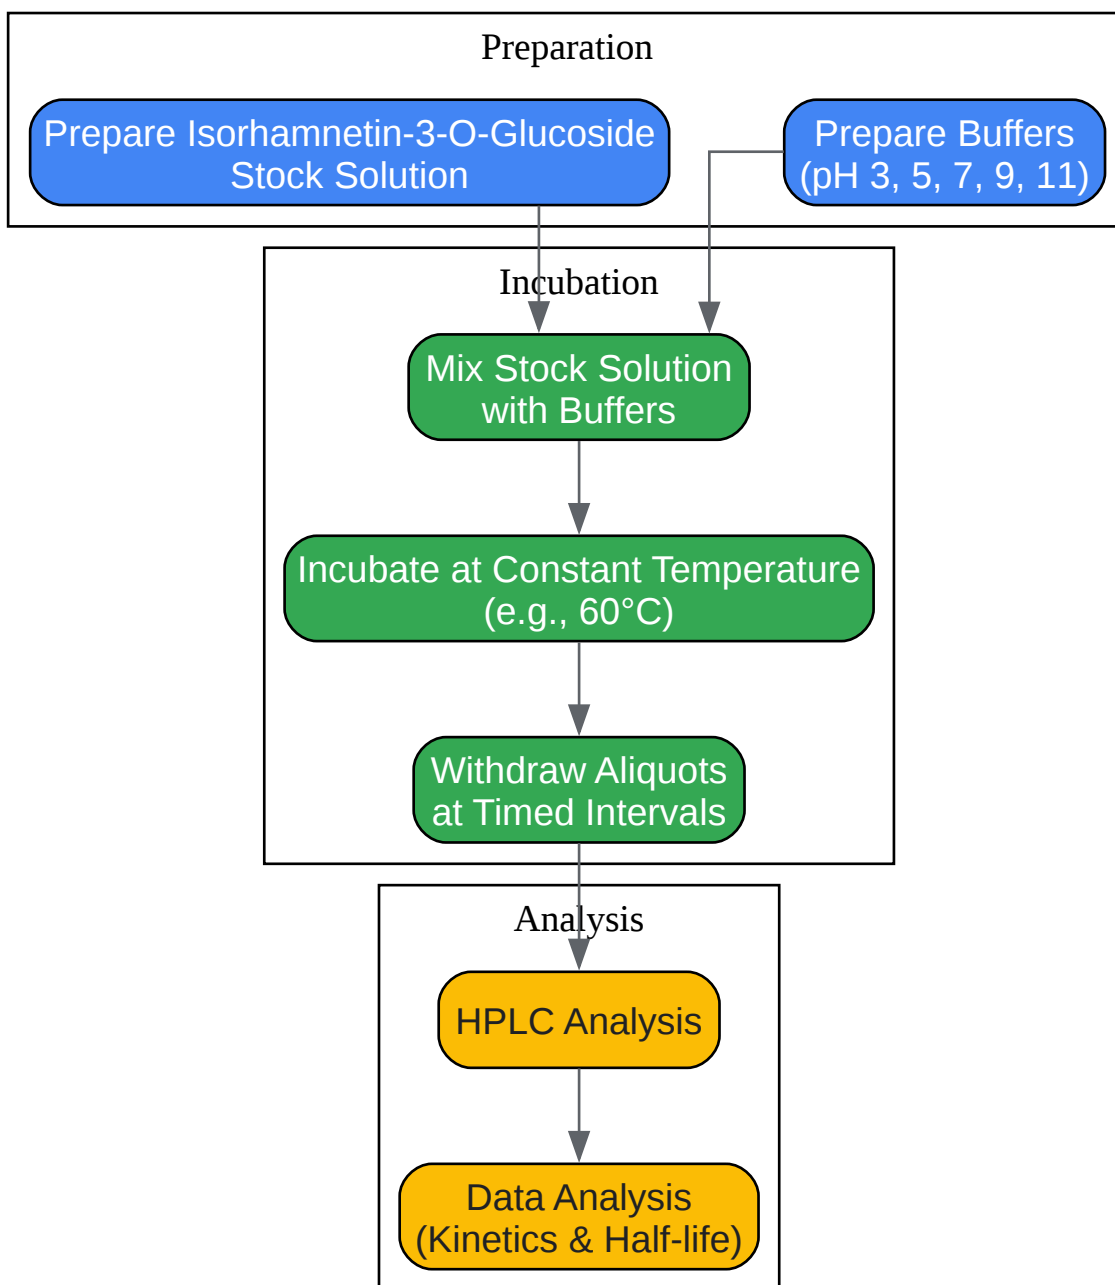 Preparation
Prepare Isorhamnetin-3-O-Glucoside
Stock Solution
Prepare Buffers
(pH 3, 5, 7, 9, 11)
Incubation
Mix Stock Solution
with Buffers
Incubate at Constant Temperature
(e.g., 60°C)
Withdraw Aliquots
at Timed Intervals
Analysis
HPLC Analysis
Data Analysis
(Kinetics & Half-life)